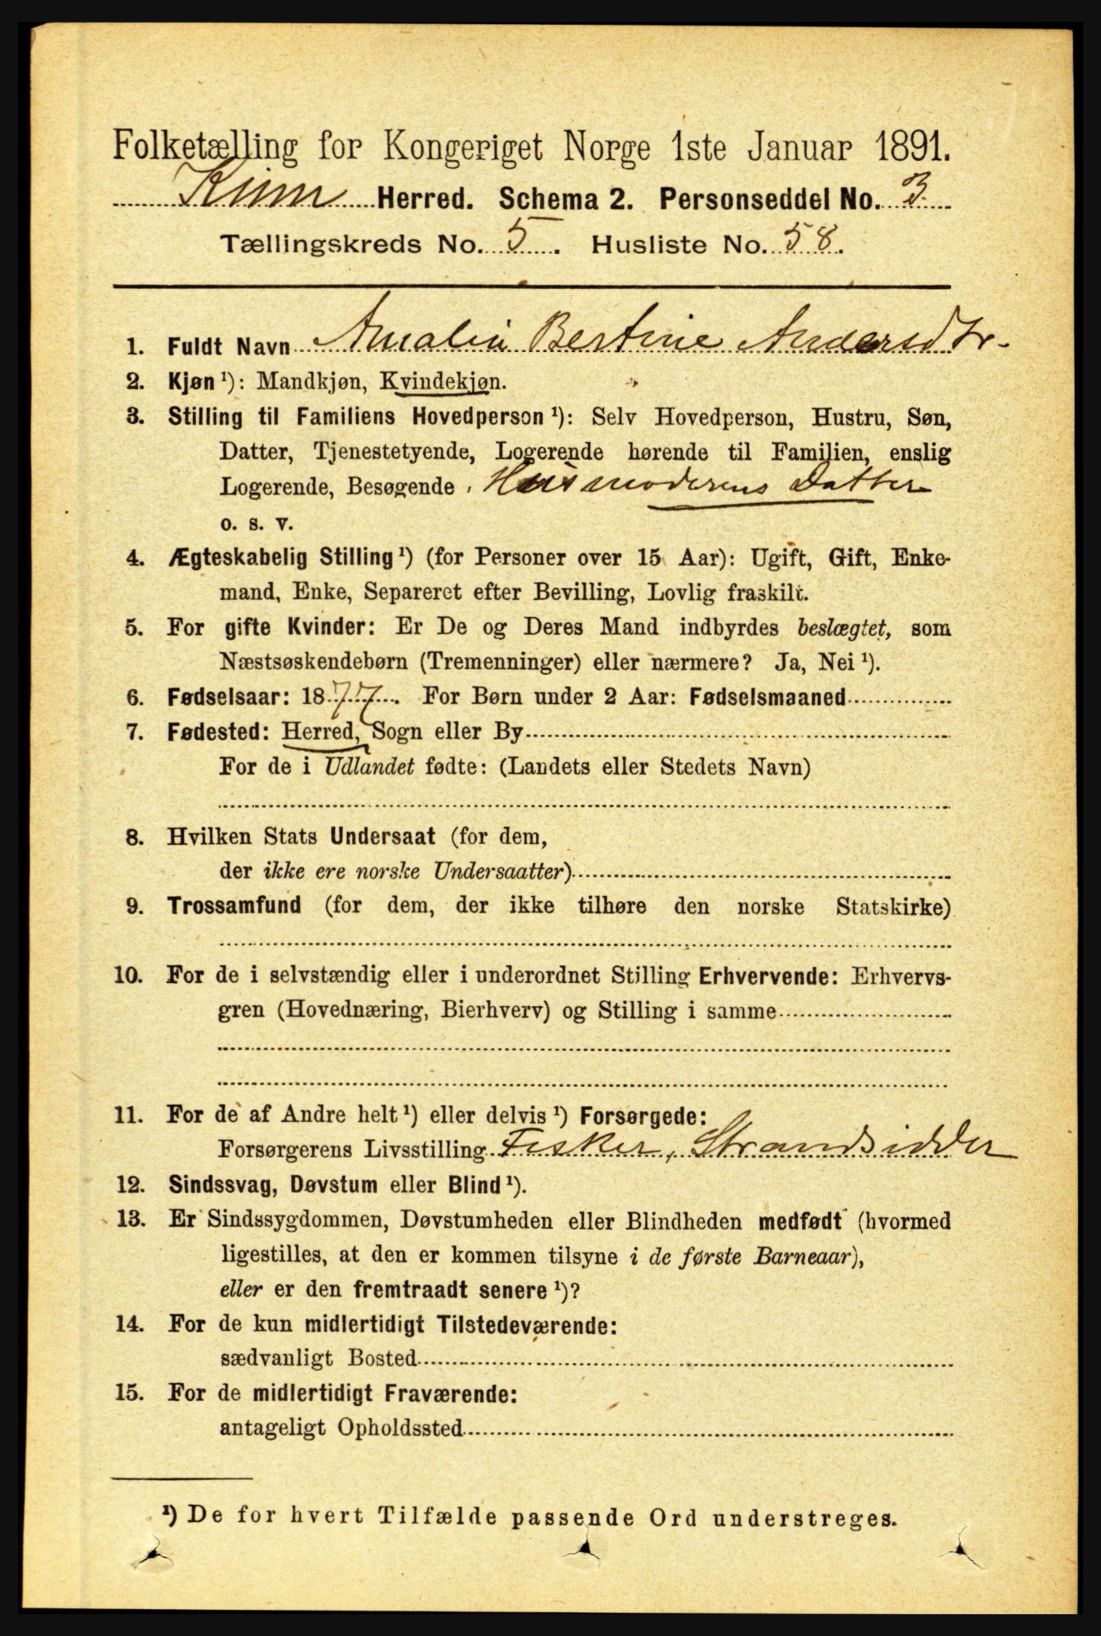 Folketælling for Kongeriget Norge 1ste Januar 1891.
Kinn Herred. Schema 2. Personseddel No. 3
Tællingskreds No. 5. Husliste No. 58.
1. Fuldt Navn Amalia Bertine Andersdtr.
2. Kjøn ¹): Mandkjøn, Kvindekjøn.
3. Stilling til Familiens Hovedperson ¹): Selv Hovedperson, Hustru, Søn,
Datter, Tjenestetyende, Logerende hørende til Familien, enslig
Logerende, Besøgende. Husmoderens Datter
o. s. v.
4. Ægteskabelig Stilling ¹) (for Personer over 15 Aar): Ugift, Gift, Enke-
mand, Enke, Separeret efter Bevilling, Lovlig fraskilt.
5. For gifte Kvinder: Er De og Deres Mand indbyrdes beslægtet, som
Næstsøskendebørn (Tremenninger) eller nærmere? Ja, Nei ¹).
6. Fødselsaar: 1877. For Børn under 2 Aar: Fødselsmaaned
7. Fødested: Herred, Sogn eller By
For de i Udlandet fødte: (Landets eller Stedets Navn)
8. Hvilken Stats Undersaat (for dem,
der ikke ere norske Undersaatter)
9. Trossamfund (for dem, der ikke tilhøre den norske Statskirke)
10. For de i selvstændig eller i underordnet Stilling Erhvervende: Erhvervs-
gren (Hovednæring, Bierhverv) og Stilling i samme
11. For de af Andre helt ¹) eller delvis ¹) Forsørgede:
Forsørgerens Livsstilling Fisker, Strandsidder
12. Sindssvag, Døvstum eller Blind ¹).
13. Er Sindssygdommen, Døvstumheden eller Blindheden medfødt (hvormed
ligestilles, at den er kommen tilsyne i de første Barneaar),
eller er den fremtraadt senere ¹)?
14. For de kun midlertidigt Tilstedeværende:
sædvanligt Bosted
15. For de midlertidigt Fraværende:
antageligt Opholdssted
¹) De for hvert Tilfælde passende Ord understreges.